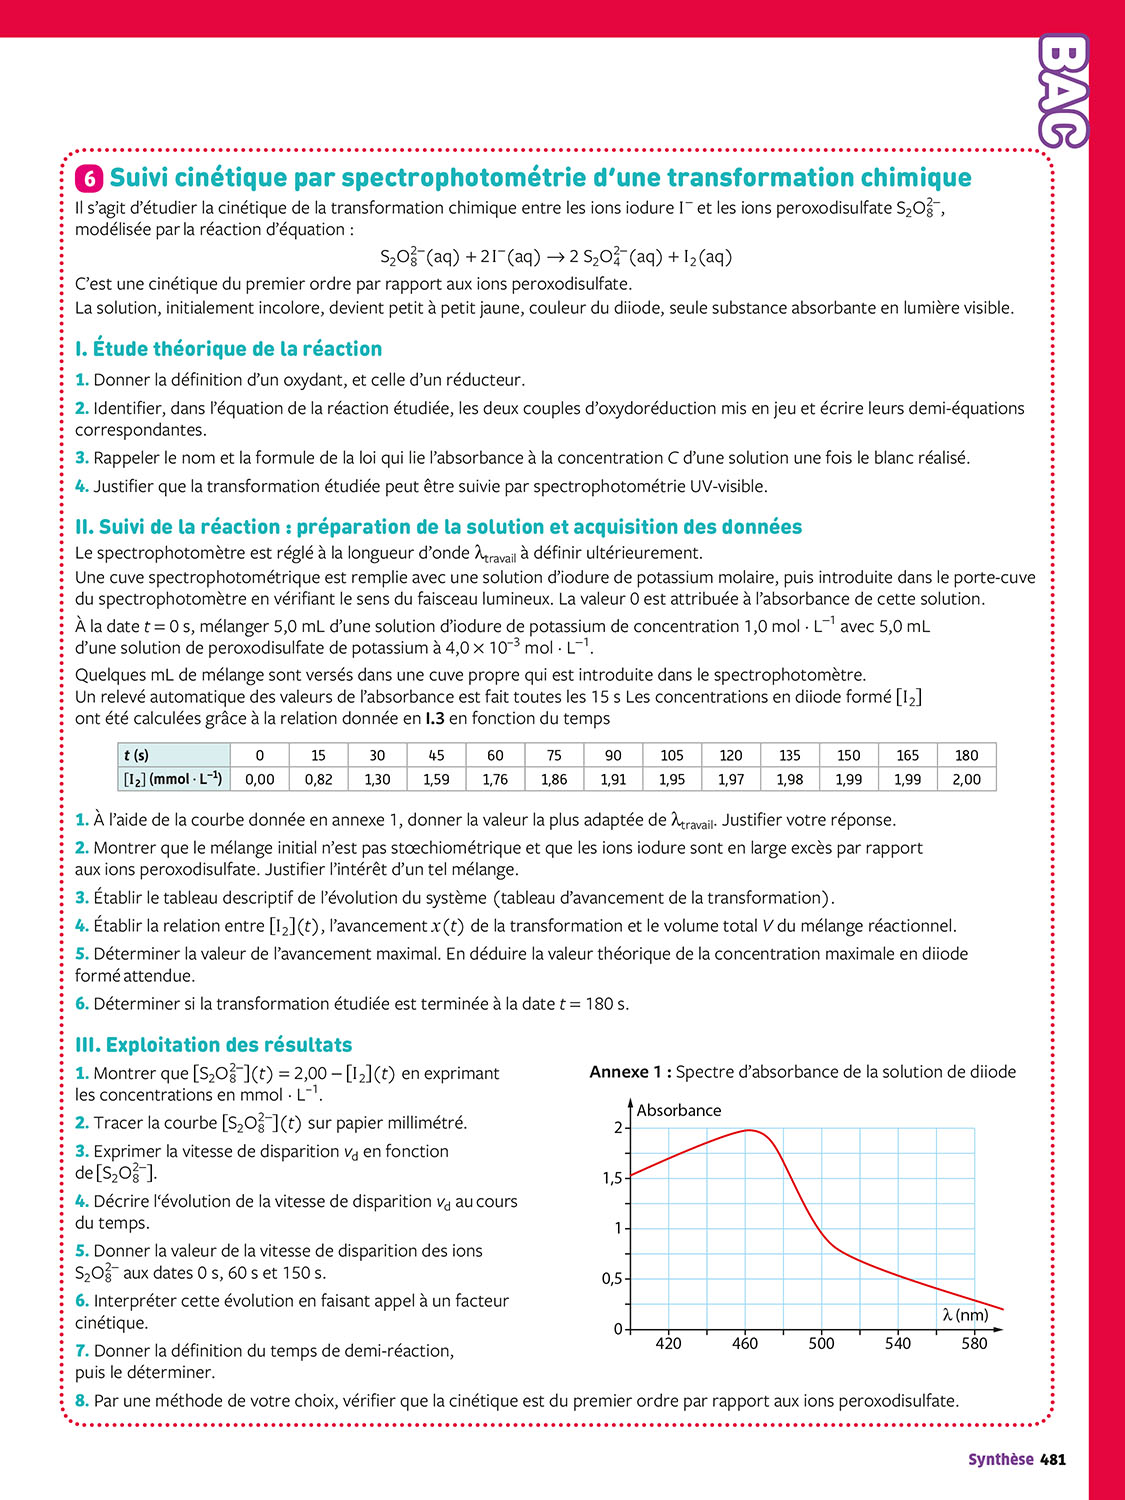 BAC
6 Suivi cinétique par spectrophotométrie d’une transformation chimique
Il s’agit d’étudier la cinétique de la transformation chimique entre les ions iodure I⁻ et les ions peroxodisulfate S₂O₈²⁻,
modélisée par la réaction d’équation :
S₂O₈²⁻(aq) + 2 I⁻(aq) → 2 S₂O₄²⁻(aq) + I₂(aq)
C’est une cinétique du premier ordre par rapport aux ions peroxodisulfate.
La solution, initialement incolore, devient petit à petit jaune, couleur du diiode, seule substance absorbante en lumière visible.
I. Étude théorique de la réaction
1. Donner la définition d’un oxydant, et celle d’un réducteur.
2. Identifier, dans l’équation de la réaction étudiée, les deux couples d’oxydoréduction mis en jeu et écrire leurs demi-équations
correspondantes.
3. Rappeler le nom et la formule de la loi qui lie l’absorbance à la concentration C d’une solution une fois le blanc réalisé.
4. Justifier que la transformation étudiée peut être suivie par spectrophotométrie UV-visible.
II. Suivi de la réaction : préparation de la solution et acquisition des données
Le spectrophotomètre est réglé à la longueur d’onde λtravail à définir ultérieurement.
Une cuve spectrophotométrique est remplie avec une solution d’iodure de potassium molaire, puis introduite dans le porte-cuve
du spectrophotomètre en vérifiant le sens du faisceau lumineux. La valeur 0 est attribuée à l’absorbance de cette solution.
À la date t = 0 s, mélanger 5,0 mL d’une solution d’iodure de potassium de concentration 1,0 mol · L⁻¹ avec 5,0 mL
d’une solution de peroxodisulfate de potassium à 4,0 × 10⁻³ mol · L⁻¹.
Quelques mL de mélange sont versés dans une cuve propre qui est introduite dans le spectrophotomètre.
Un relevé automatique des valeurs de l’absorbance est fait toutes les 15 s Les concentrations en diiode formé [I₂]
ont été calculées grâce à la relation donnée en I.3 en fonction du temps
t (s) 0 15 30 45 60 75 90 105 120 135 150 165 180
[I₂] (mmol · L⁻¹) 0,00 0,82 1,30 1,59 1,76 1,86 1,91 1,95 1,97 1,98 1,99 1,99 2,00
1. À l’aide de la courbe donnée en annexe 1, donner la valeur la plus adaptée de λtravail. Justifier votre réponse.
2. Montrer que le mélange initial n’est pas stœchiométrique et que les ions iodure sont en large excès par rapport
aux ions peroxodisulfate. Justifier l’intérêt d’un tel mélange.
3. Établir le tableau descriptif de l’évolution du système (tableau d’avancement de la transformation).
4. Établir la relation entre [I₂](t), l’avancement x(t) de la transformation et le volume total V du mélange réactionnel.
5. Déterminer la valeur de l’avancement maximal. En déduire la valeur théorique de la concentration maximale en diiode
formé attendue.
6. Déterminer si la transformation étudiée est terminée à la date t = 180 s.
III. Exploitation des résultats
1. Montrer que [S₂O₈²⁻](t) = 2,00 – [I₂](t) en exprimant
les concentrations en mmol · L⁻¹.
2. Tracer la courbe [S₂O₈²⁻](t) sur papier millimétré.
3. Exprimer la vitesse de disparition vd en fonction
de [S₂O₈²⁻].
4. Décrire l‘évolution de la vitesse de disparition vd au cours
du temps.
5. Donner la valeur de la vitesse de disparition des ions
S₂O₈²⁻ aux dates 0 s, 60 s et 150 s.
6. Interpréter cette évolution en faisant appel à un facteur
cinétique.
7. Donner la définition du temps de demi-réaction,
puis le déterminer.
Annexe 1 : Spectre d’absorbance de la solution de diiode
Absorbance
2
1,5
1
0,5
0
λ (nm)
420 460 500 540 580
8. Par une méthode de votre choix, vérifier que la cinétique est du premier ordre par rapport aux ions peroxodisulfate.
Synthèse 481